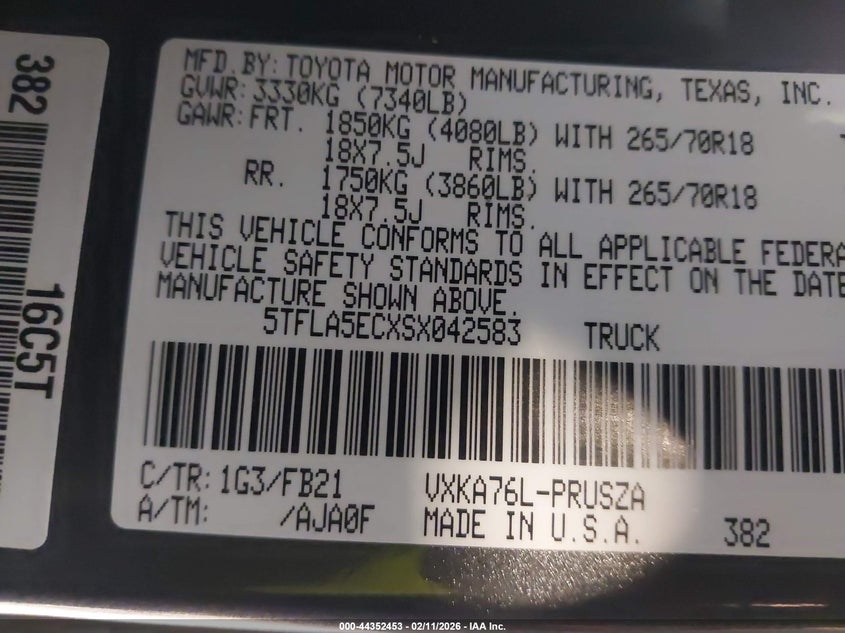 382
16C5T
MFD. BY: TOYOTA MOTOR MANUFACTURING, TEXAS, INC.
GVWR: 3330KG (7340LB)
GAWR: FRT. 1850KG (4080LB) WITH 265/70R18
18X7.5J RIMS.
RR. 1750KG (3860LB) WITH 265/70R18
18X7.5J RIMS.
THIS VEHICLE CONFORMS TO ALL APPLICABLE FEDERA
VEHICLE SAFETY STANDARDS IN EFFECT ON THE DATE
MANUFACTURE SHOWN ABOVE.
5TFLA5ECXSX042583 TRUCK
C/TR: 1G3/FB21 VXKA76L-PRUSZA
A/TM: /AJA0F MADE IN U.S.A. 382
000-44352453 - 02/11/2026 - IAA Inc.